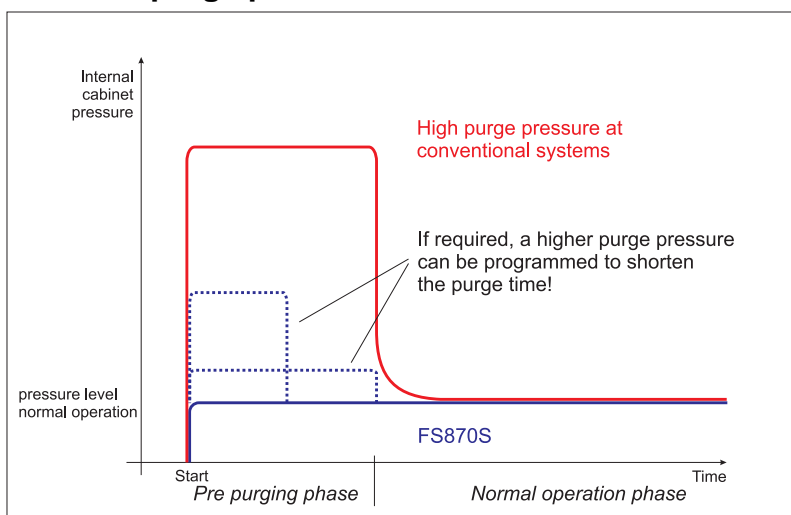 Internal
cabinet
pressure
High purge pressure at
conventional systems
If required, a higher purge pressure
can be programmed to shorten
the purge time!
pressure level
normal operation
FS870S
Start
Time
Pre purging phase
Normal operation phase